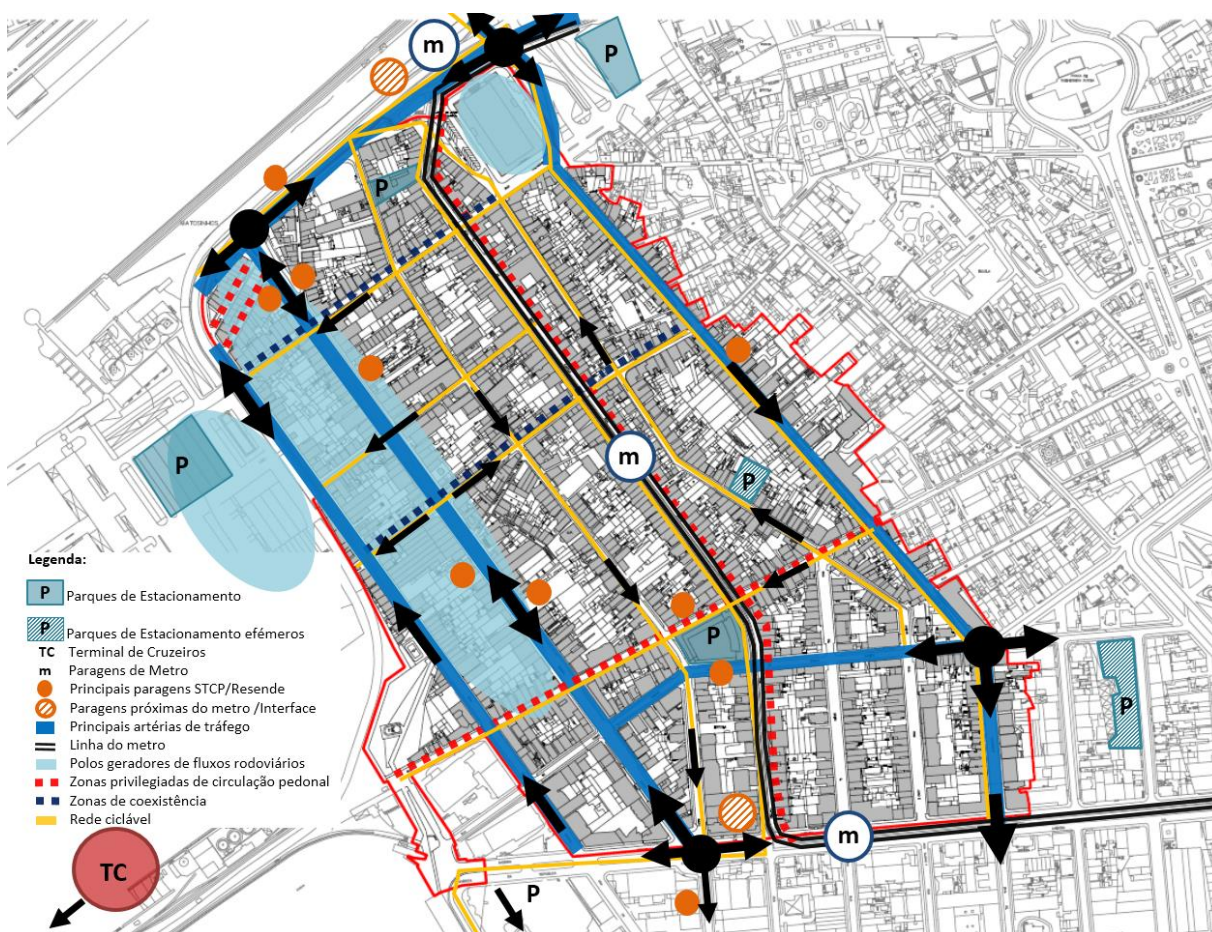 m
P
P
MATOSINHOS
m
P
P
P
P
Legenda:
P Parques de Estacionamento
P Parques de Estacionamento efémeros
TC Terminal de Cruzeiros
m Paragens de Metro
Principais paragens STCP/Resende
Paragens próximas do metro /Interface
Principais artérias de tráfego
Linha do metro
Polos geradores de fluxos rodoviários
Zonas privilegiadas de circulação pedonal
Zonas de coexistência
Rede ciclável
m
TC
P